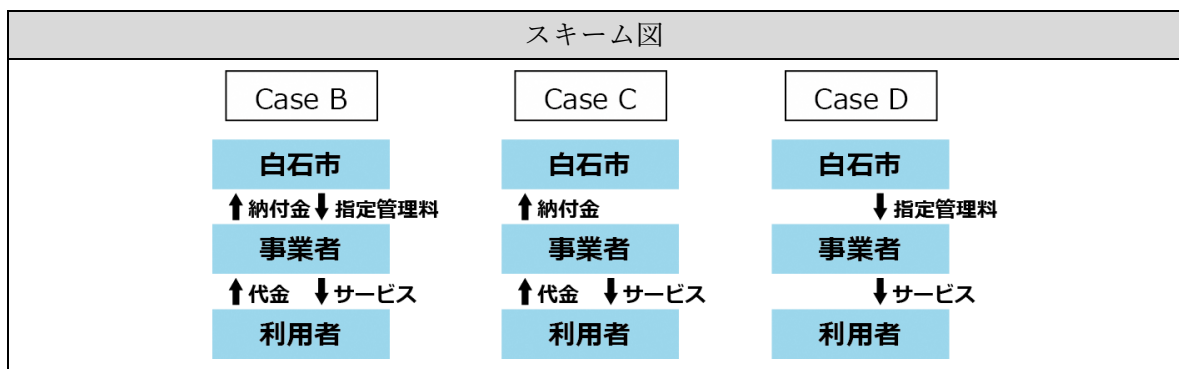 スキーム図
Case B
白石市
↑納付金↓指定管理料
事業者
↑代金 ↓サービス
利用者
Case C
白石市
↑納付金
事業者
↑代金 ↓サービス
利用者
Case D
白石市
↓指定管理料
事業者
↓サービス
利用者